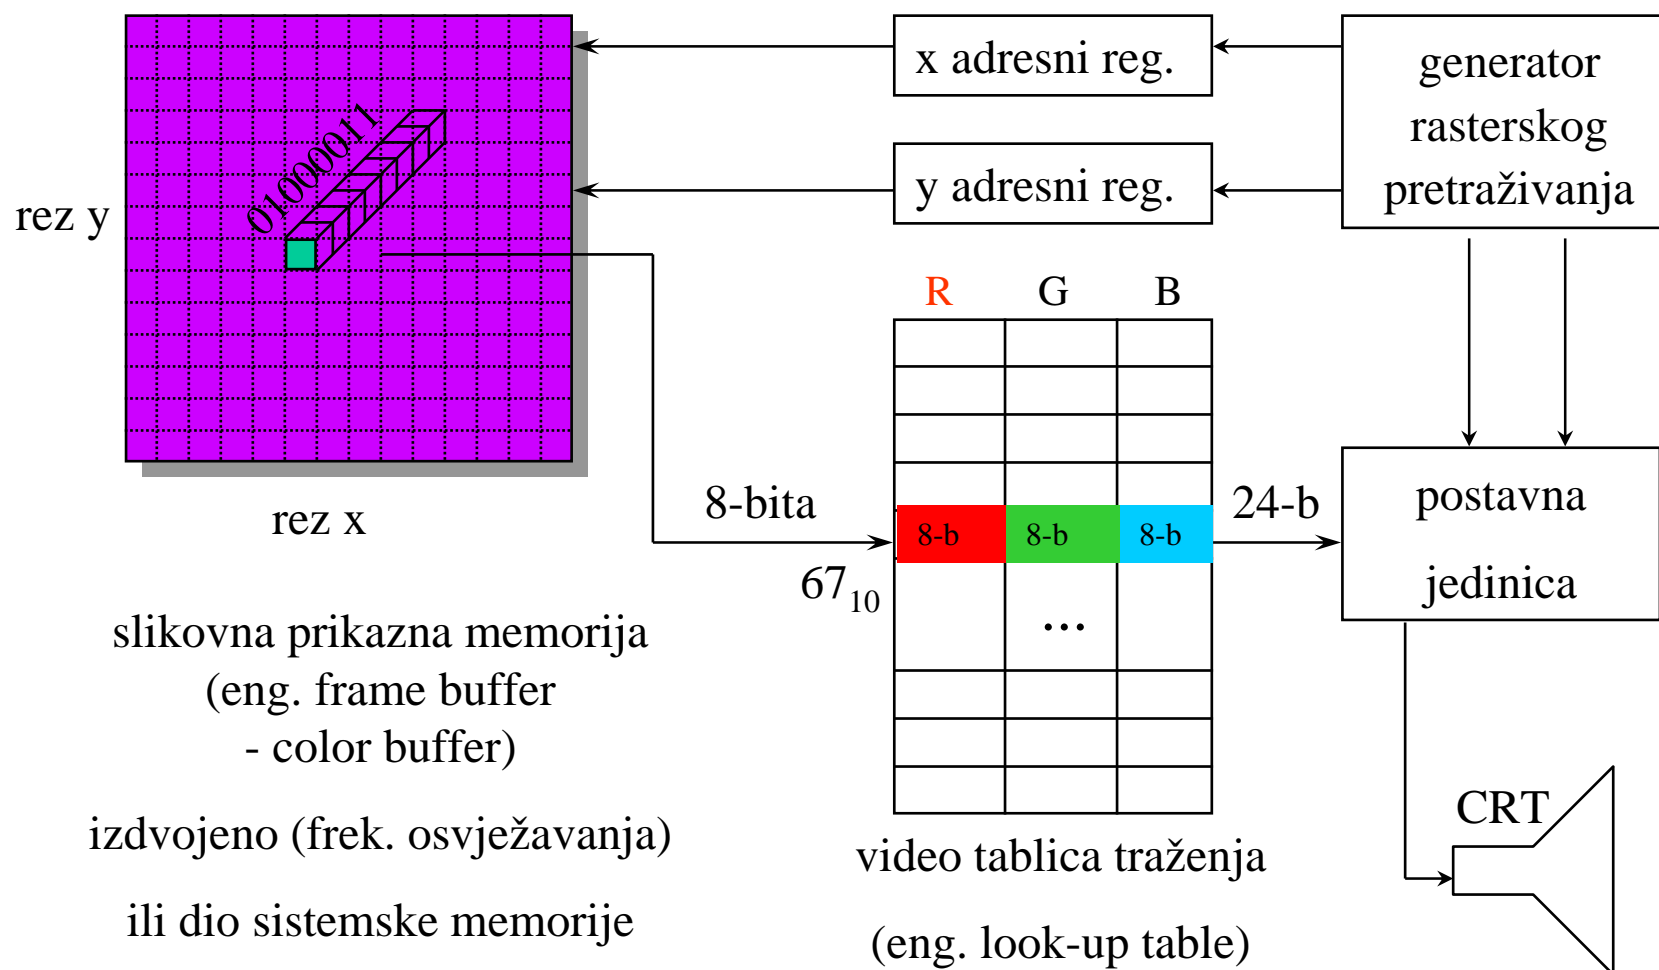 x adresni reg.
generator
rasterskog
pretraživanja
01000011
rez y
y adresni reg.
R G B
rez x
8-bita
67₁₀
8-b 8-b 8-b
24-b
postavna
jedinica
...
slikovna prikazna memorija
(eng. frame buffer
- color buffer)
izdvojeno (frek. osvježavanja)
ili dio sistemske memorije
video tablica traženja
(eng. look-up table)
CRT